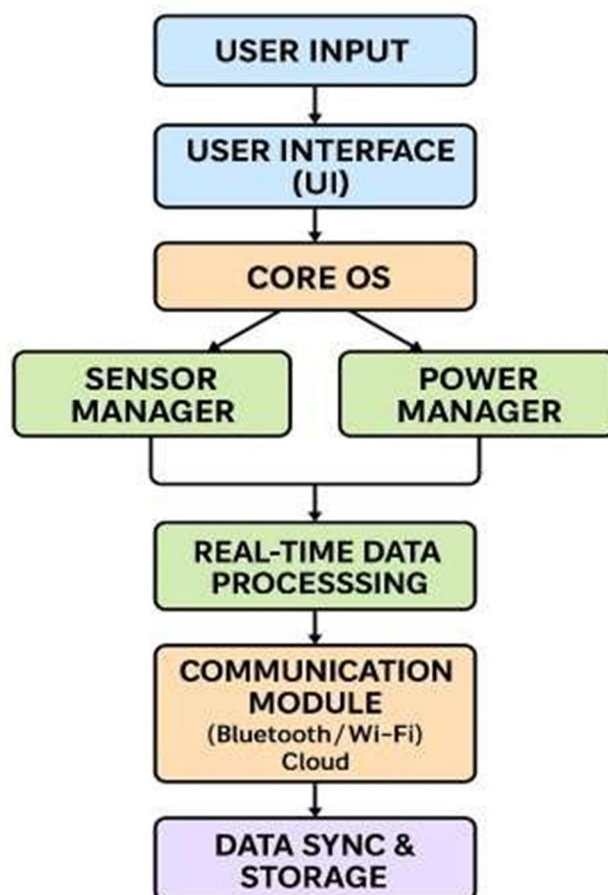 USER INPUT
USER INTERFACE
(UI)
CORE OS
SENSOR
MANAGER
POWER
MANAGER
REAL-TIME DATA
PROCESSSING
COMMUNICATION
MODULE
(Bluetooth/Wi-Fi)
Cloud
DATA SYNC &
STORAGE